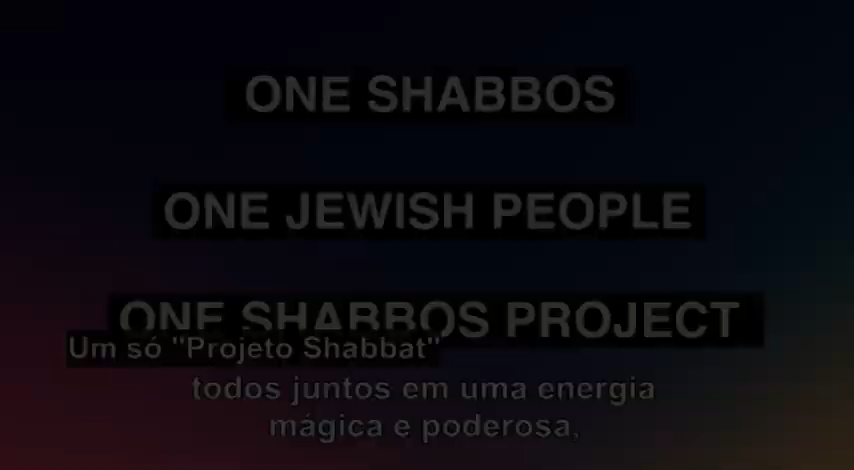 ONE SHABBOS
ONE JEWISH PEOPLE
ONE SHABBOS PROJECT
Um só "Projeto Shabbat"
todos juntos em uma energia
mágica e poderosa,